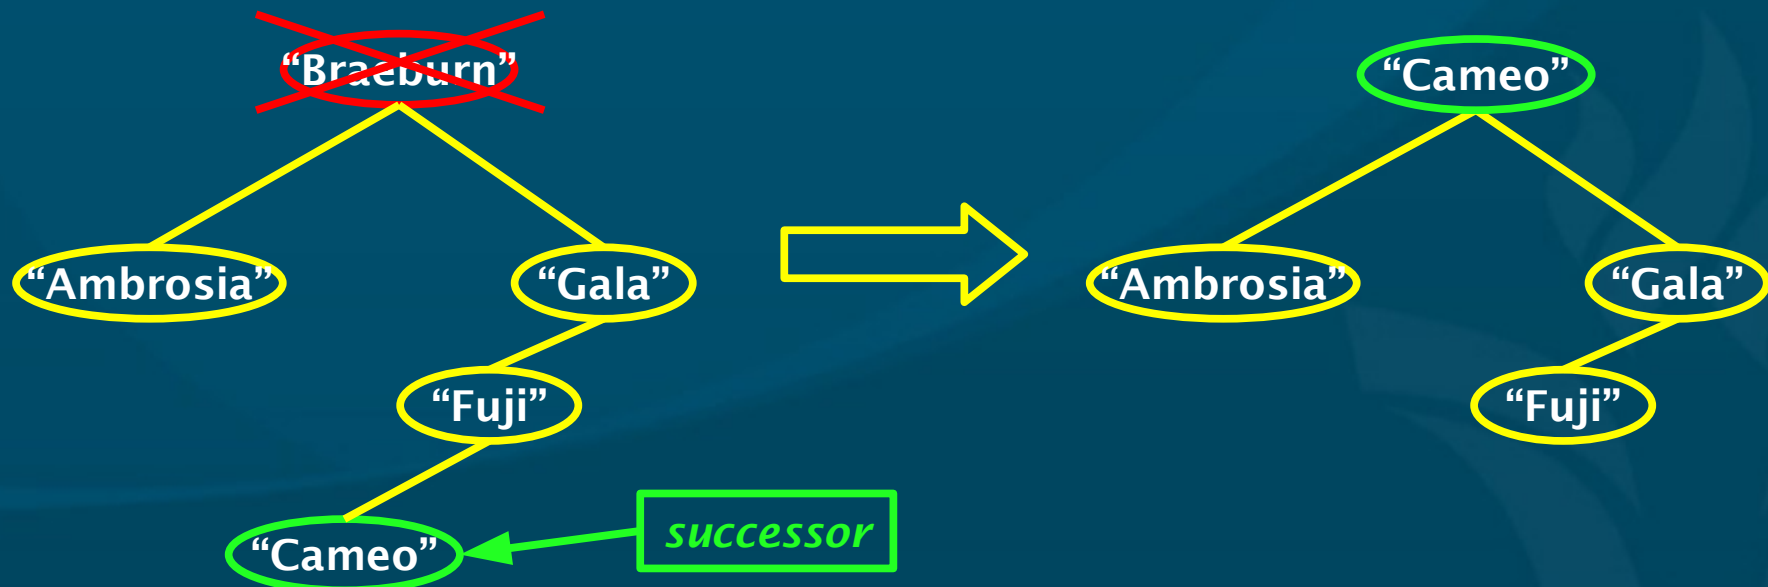 “Braeburn”
“Ambrosia”
“Gala”
“Fuji”
“Cameo”
successor
“Cameo”
“Ambrosia”
“Gala”
“Fuji”